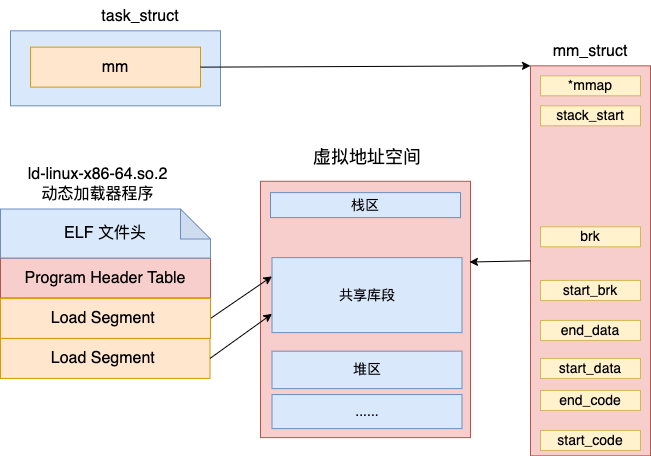 task_struct
mm
mm_struct
*mmap
stack_start
brk
start_brk
end_data
start_data
end_code
start_code
ld-linux-x86-64.so.2
动态加载器程序
ELF 文件头
Program Header Table
Load Segment
Load Segment
虚拟地址空间
栈区
共享库段
堆区
......